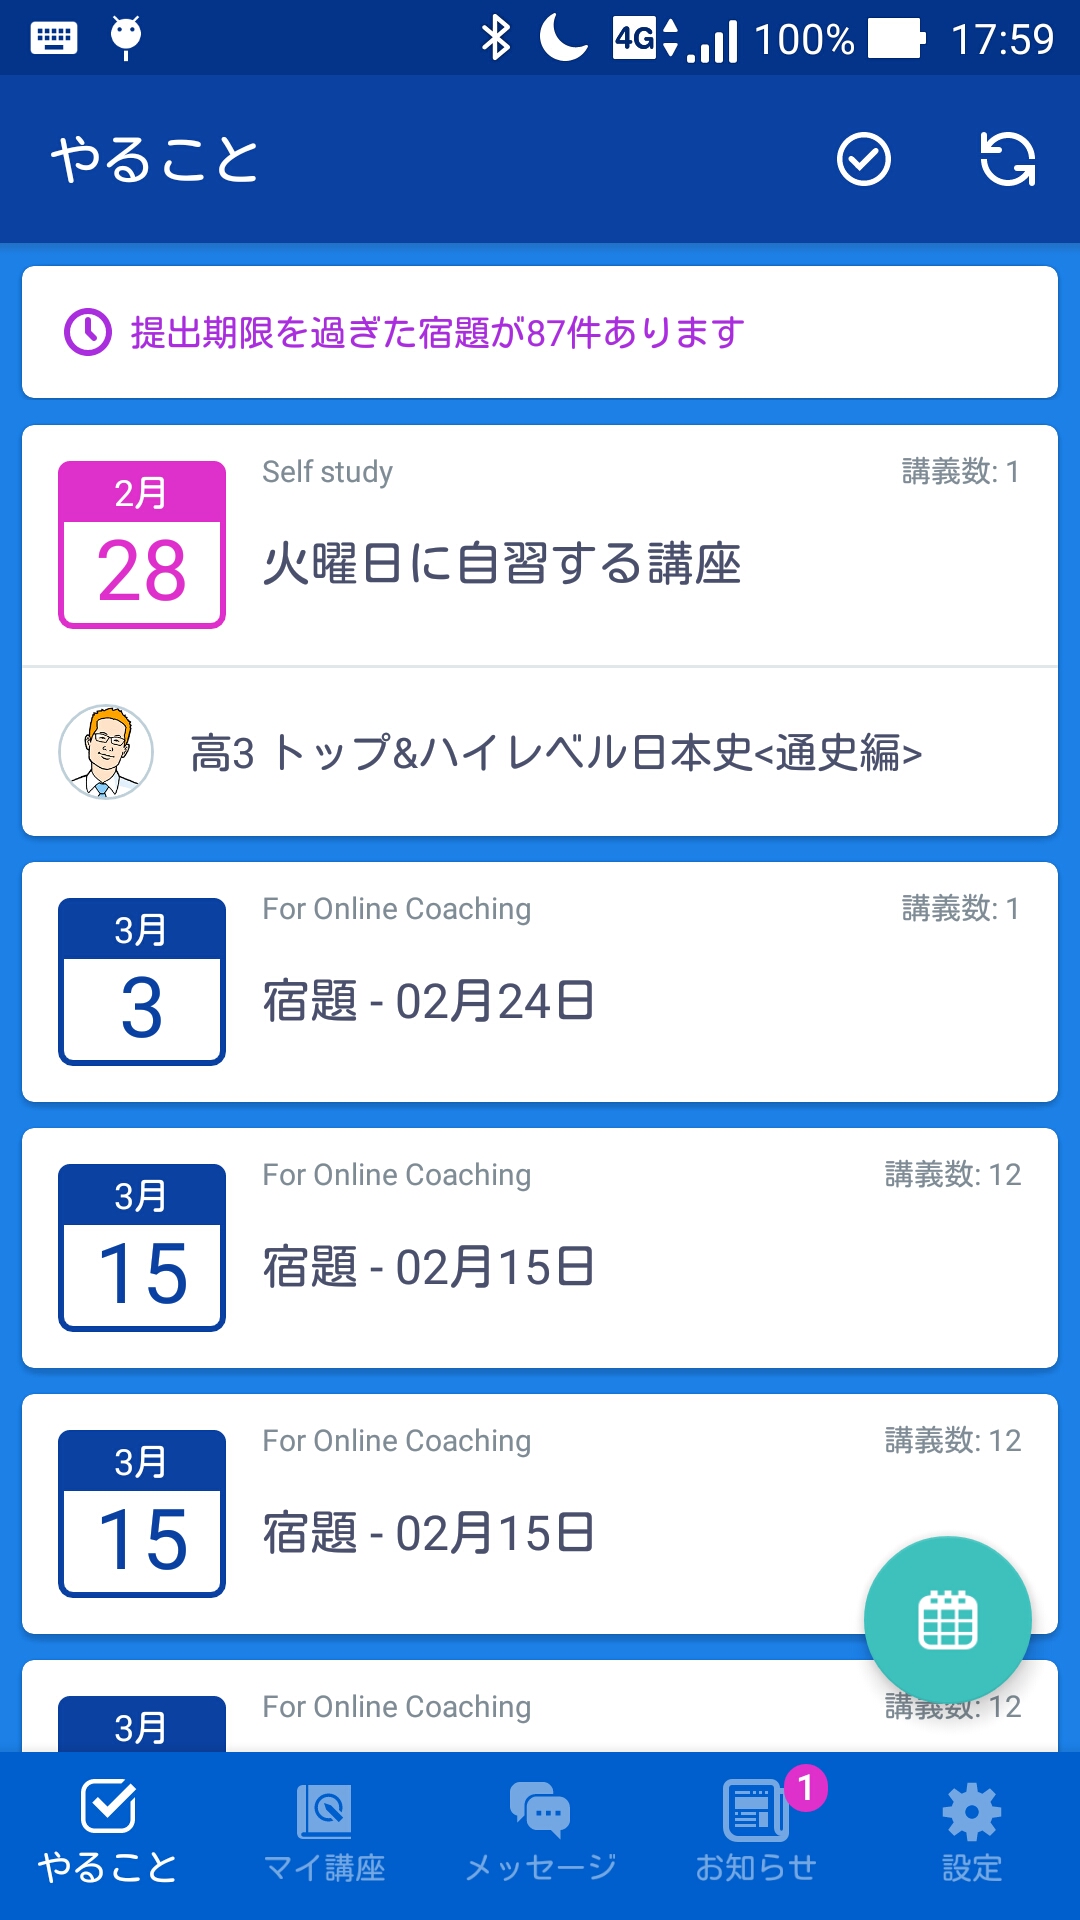 4G 100% 17:59
やること
提出期限を過ぎた宿題が87件あります
2月
28
Self study
講義数: 1
火曜日に自習する講座
高3 トップ&ハイレベル日本史<通史編>
3月
3
For Online Coaching
講義数: 1
宿題 - 02月24日
3月
15
For Online Coaching
講義数: 12
宿題 - 02月15日
3月
15
For Online Coaching
講義数: 12
宿題 - 02月15日
3月
For Online Coaching
講義数: 12
やること
マイ講座
メッセージ
1
お知らせ
設定